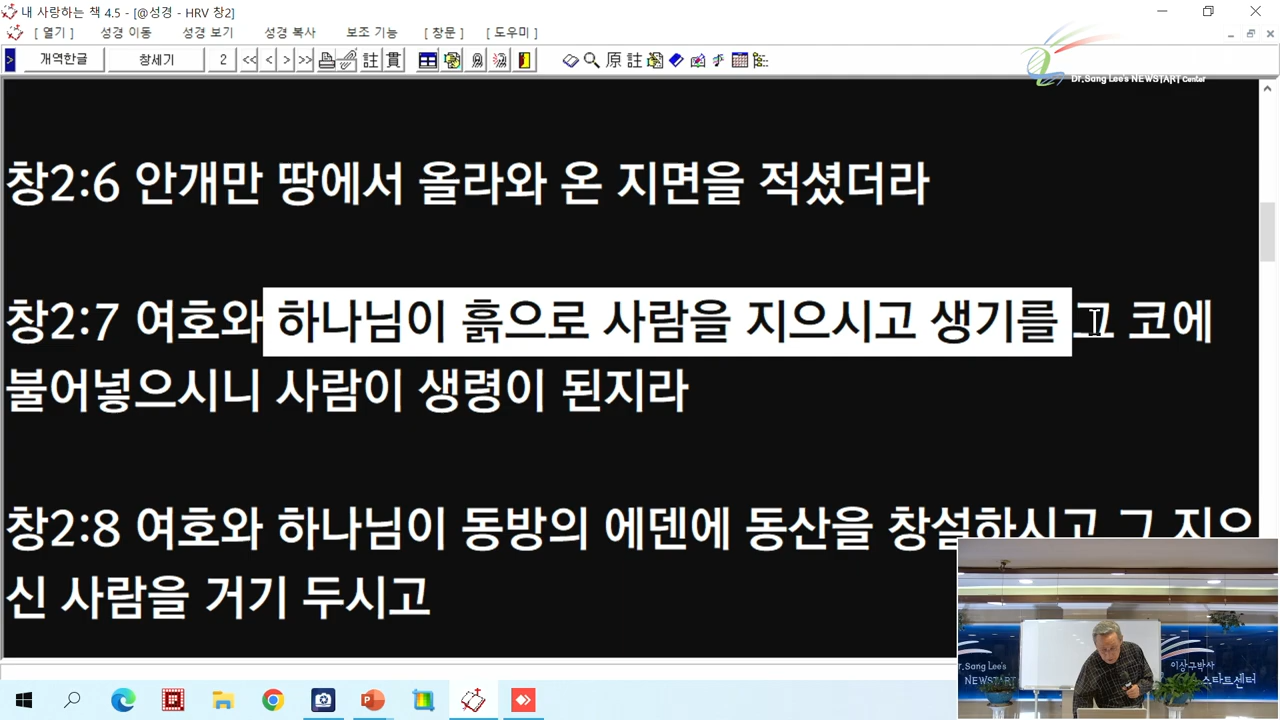 내 사랑하는 책 4.5 - [@성경 - HRV 창2]
[ 열기 ] 성경 이동 성경 보기 성경 복사 보조 기능 [ 창문 ] [ 도우미 ]
개역한글 창세기 2 << < > >> 註 貫 原 註
Dr.Sang Lee's NEWSTART Center
창2:6 안개만 땅에서 올라와 온 지면을 적셨더라
창2:7 여호와 하나님이 흙으로 사람을 지으시고 생기를 그 코에
불어넣으시니 사람이 생령이 된지라
창2:8 여호와 하나님이 동방의 에덴에 동산을 창설하시고 그 지으
신 사람을 거기 두시고
Dr.Sang Lee's
NEWSTART
이상구박사
스타트센터